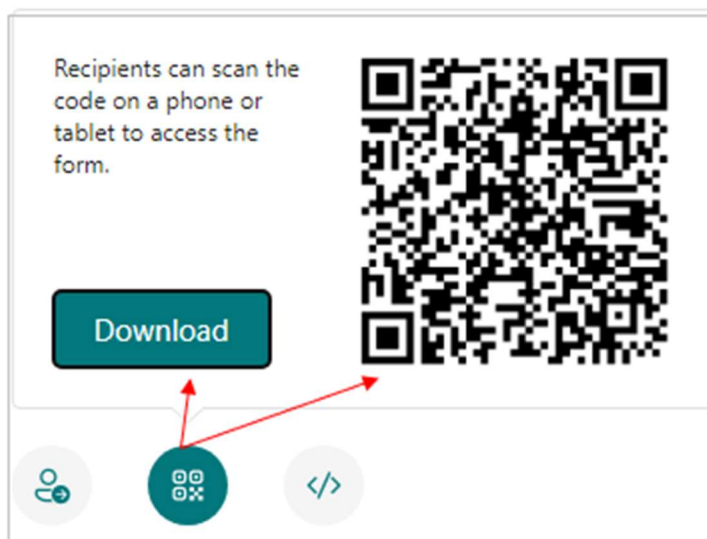 Recipients can scan the
code on a phone or
tablet to access the
form.
Download